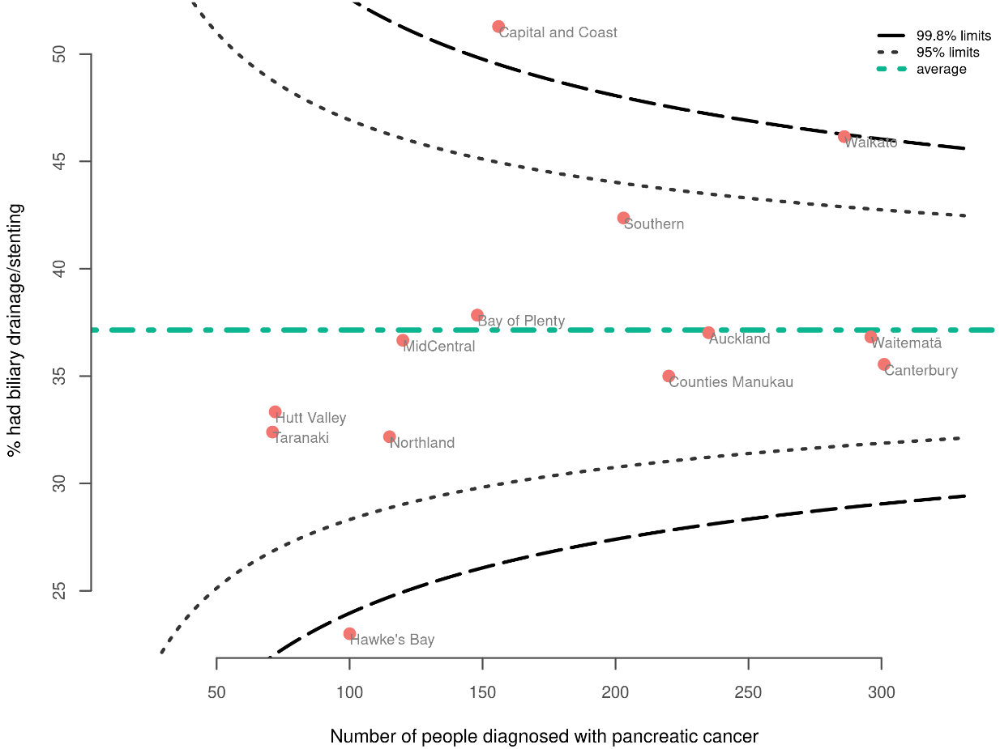 99.8% limits
95% limits
average
% had biliary drainage/stenting
50
45
40
35
30
25
Capital and Coast
Waikato
Southern
Bay of Plenty
MidCentral
Auckland
Waitematā
Canterbury
Counties Manukau
Hutt Valley
Taranaki
Northland
Hawke's Bay
50 100 150 200 250 300
Number of people diagnosed with pancreatic cancer